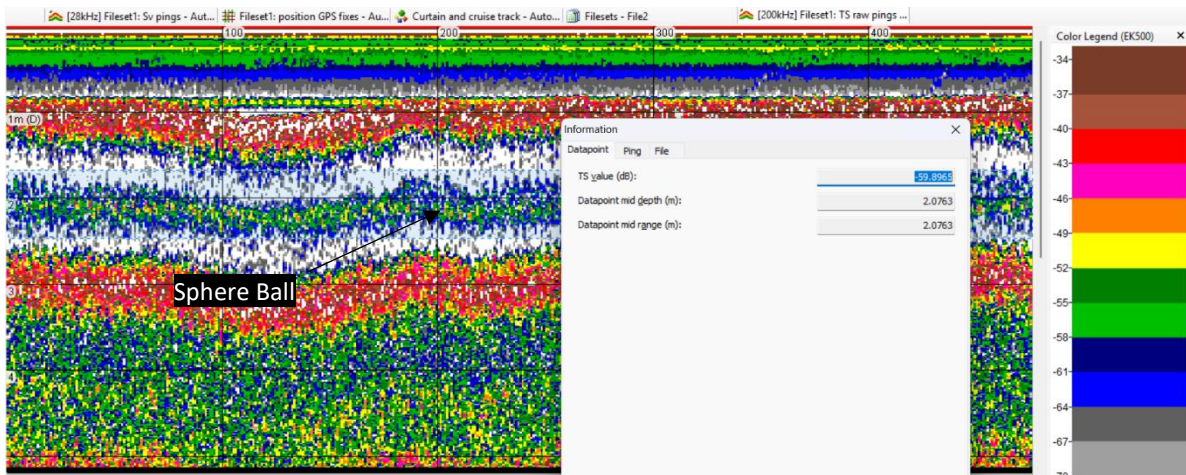 [28kHz] Fileset1: Sv pings - Aut...
Fileset1: position GPS fixes - Au...
Curtain and cruise track - Auto...
Filesets - File2
[200kHz] Fileset1: TS raw pings ...
100
200
300
400
Color Legend (EK500)
-34
-37
-40
-43
-46
-49
-52
-55
-58
-61
-64
-67
-70
1m (D)
2
3
4
Information
Datapoint
Ping
File
TS value (dB):
-59.8965
Datapoint mid depth (m):
2.0763
Datapoint mid range (m):
2.0763
Sphere Ball